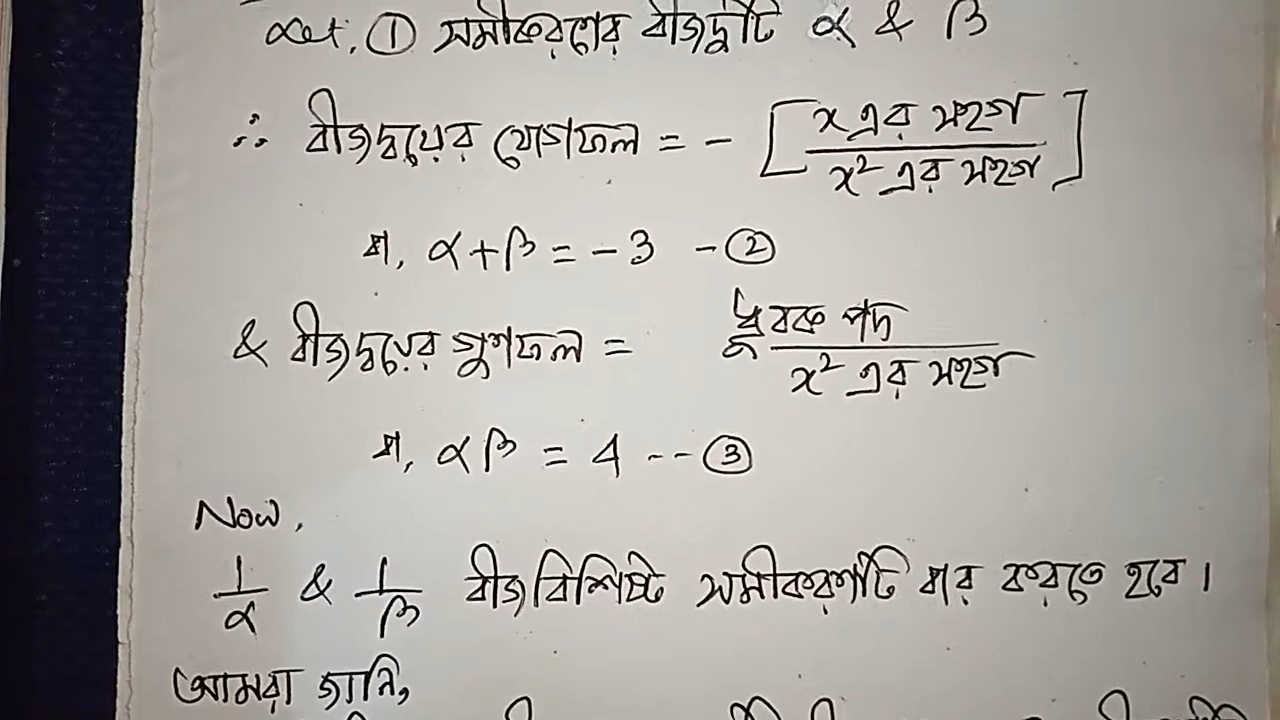 Let, ① সমীকরণের বীজদুটি α & β
∴ বীজদ্বয়ের যোগফল = - [x এর সহগ / x² এর সহগ]
বা, α + β = - 3 - ②
& বীজদ্বয়ের গুণফল = ধ্রুবক পদ / x² এর সহগ
বা, αβ = 4 -- ③
Now,
1/α & 1/β বীজবিশিষ্ট সমীকরণটি বার করতে হবে।
আমরা জানি,